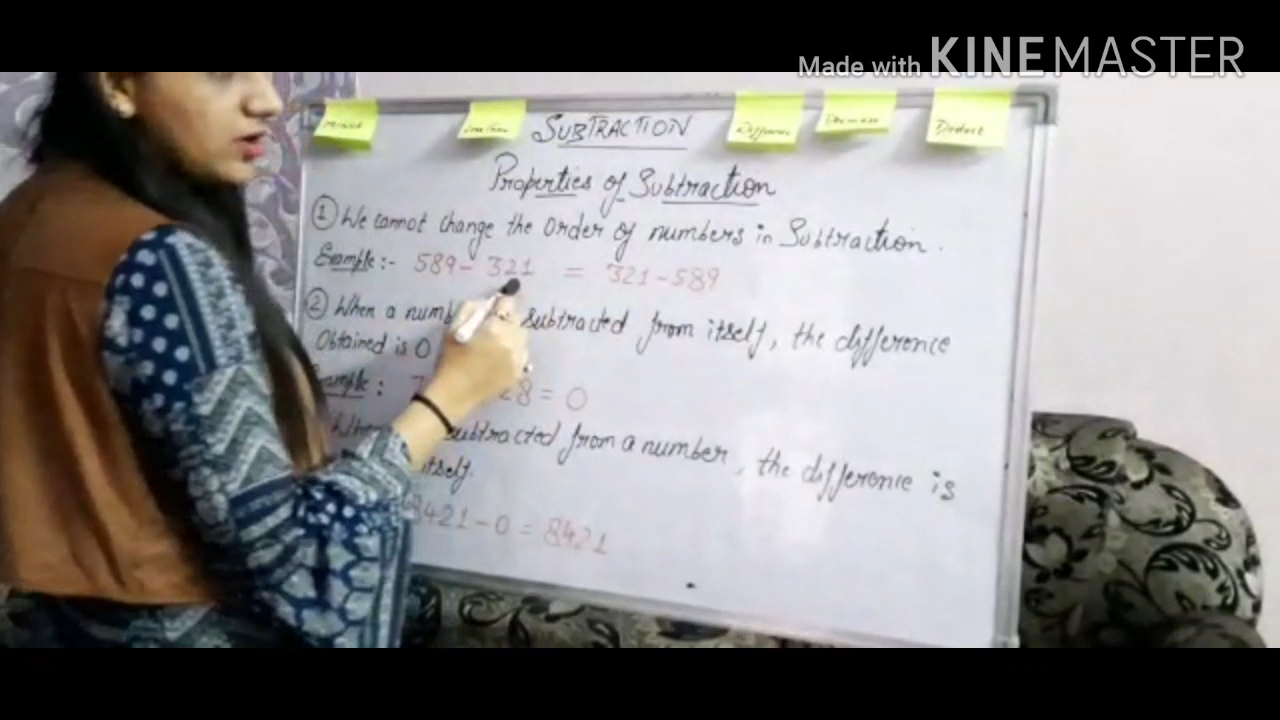 Made with KINEMASTER
SUBTRACTION
Deduct
Properties of Subtraction
① We cannot change the Order of numbers in Subtraction.
Example:- 589 - 321 = 321 - 589
② When a subtracted from itself, the difference
Obtained is 0
28 = 0
subtracted from a number, the difference is
itself.
8421 - 0 = 8421